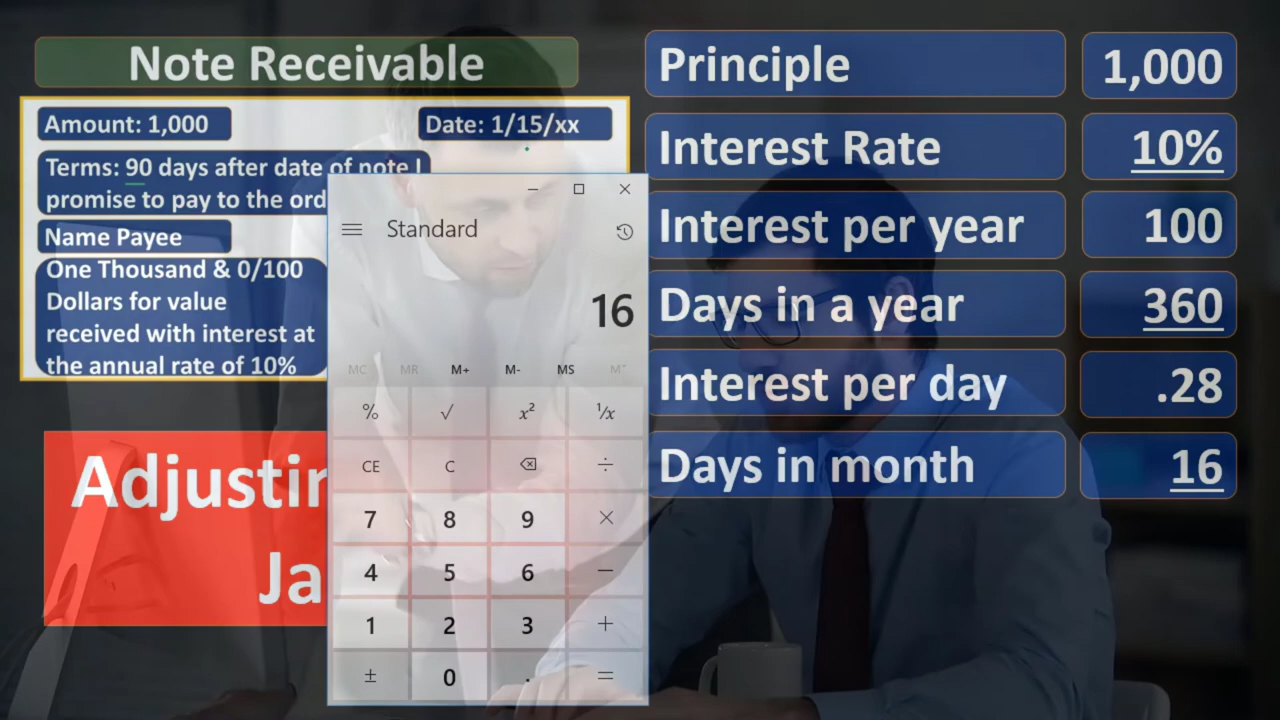 Note Receivable
Amount: 1,000
Date: 1/15/xx
Terms: 90 days after date of note I
promise to pay to the ord
Name Payee
One Thousand & 0/100
Dollars for value
received with interest at
the annual rate of 10%
Adjustin
Ja
Standard
16
MC MR M+ M- MS M˅
% √ x² ¹/x
CE C ⌫ ÷
7 8 9 ×
4 5 6 −
1 2 3 +
± 0 . =
Principle 1,000
Interest Rate 10%
Interest per year 100
Days in a year 360
Interest per day .28
Days in month 16